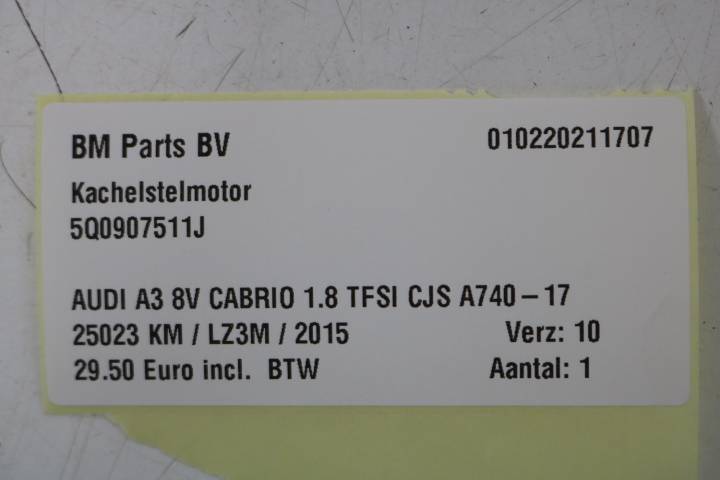 BM Parts BV 010220211707
Kachelstelmotor
5Q0907511J
AUDI A3 8V CABRIO 1.8 TFSI CJS A740 – 17
25023 KM / LZ3M / 2015 Verz: 10
29.50 Euro incl. BTW Aantal: 1